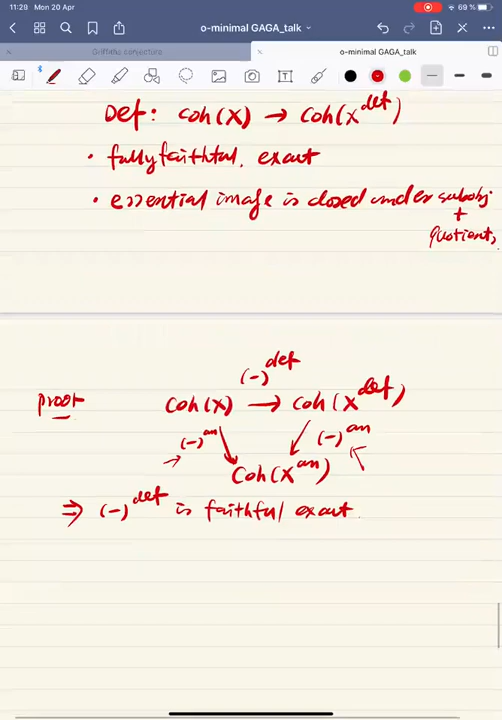 11:28 Mon 20 Apr
69 %
o-minimal GAGA_talk
Griffiths conjecture
o-minimal GAGA_talk
Def: Coh(X) → Coh(X^def)
• fully faithful, exact
• essential image is closed under subobj
+
quotients
(-)^def
proof Coh(X) → Coh(X^def)
(-)^an (-)^an
Coh(X^an)
⇒ (-)^def is faithful exact.